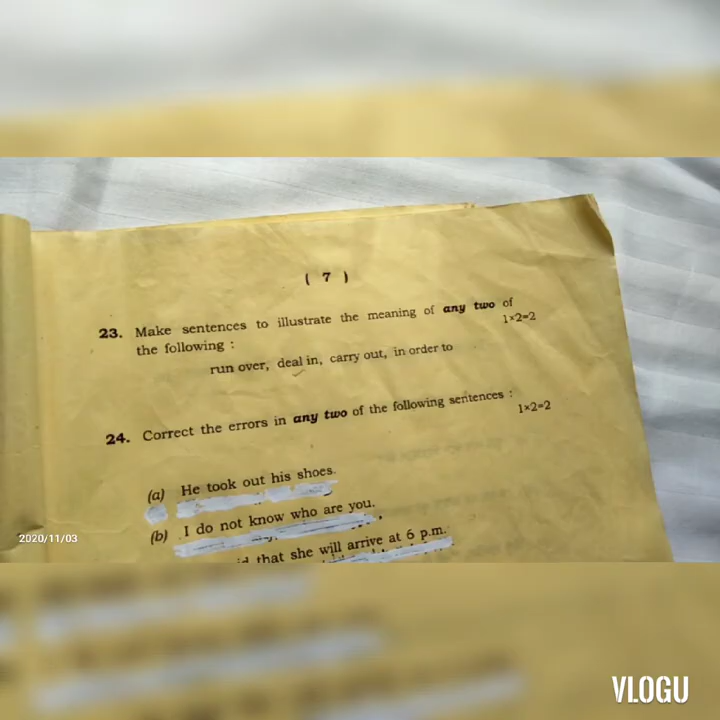 ( 7 )
23. Make sentences to illustrate the meaning of any two of
the following :
1×2=2
run over, deal in, carry out, in order to
24. Correct the errors in any two of the following sentences :
1×2=2
(a) He took out his shoes.
(b) I do not know who are you.
that she will arrive at 6 p.m.
2020/11/03
VLOGU